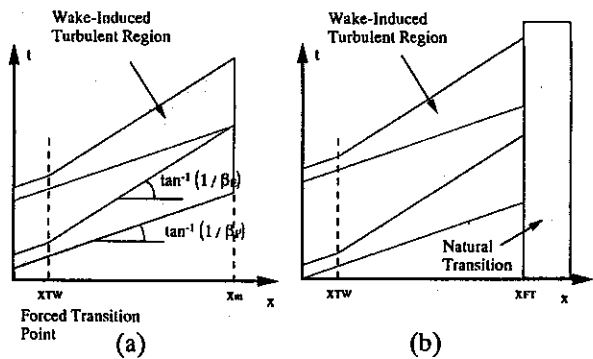 Wake-Induced
Turbulent Region
t
tan⁻¹ (1 / βR)
tan⁻¹ (1 / βF)
XTW
Xm
X
Forced Transition
Point
(a)
Wake-Induced
Turbulent Region
t
Natural
Transition
XTW
XFT
X
(b)